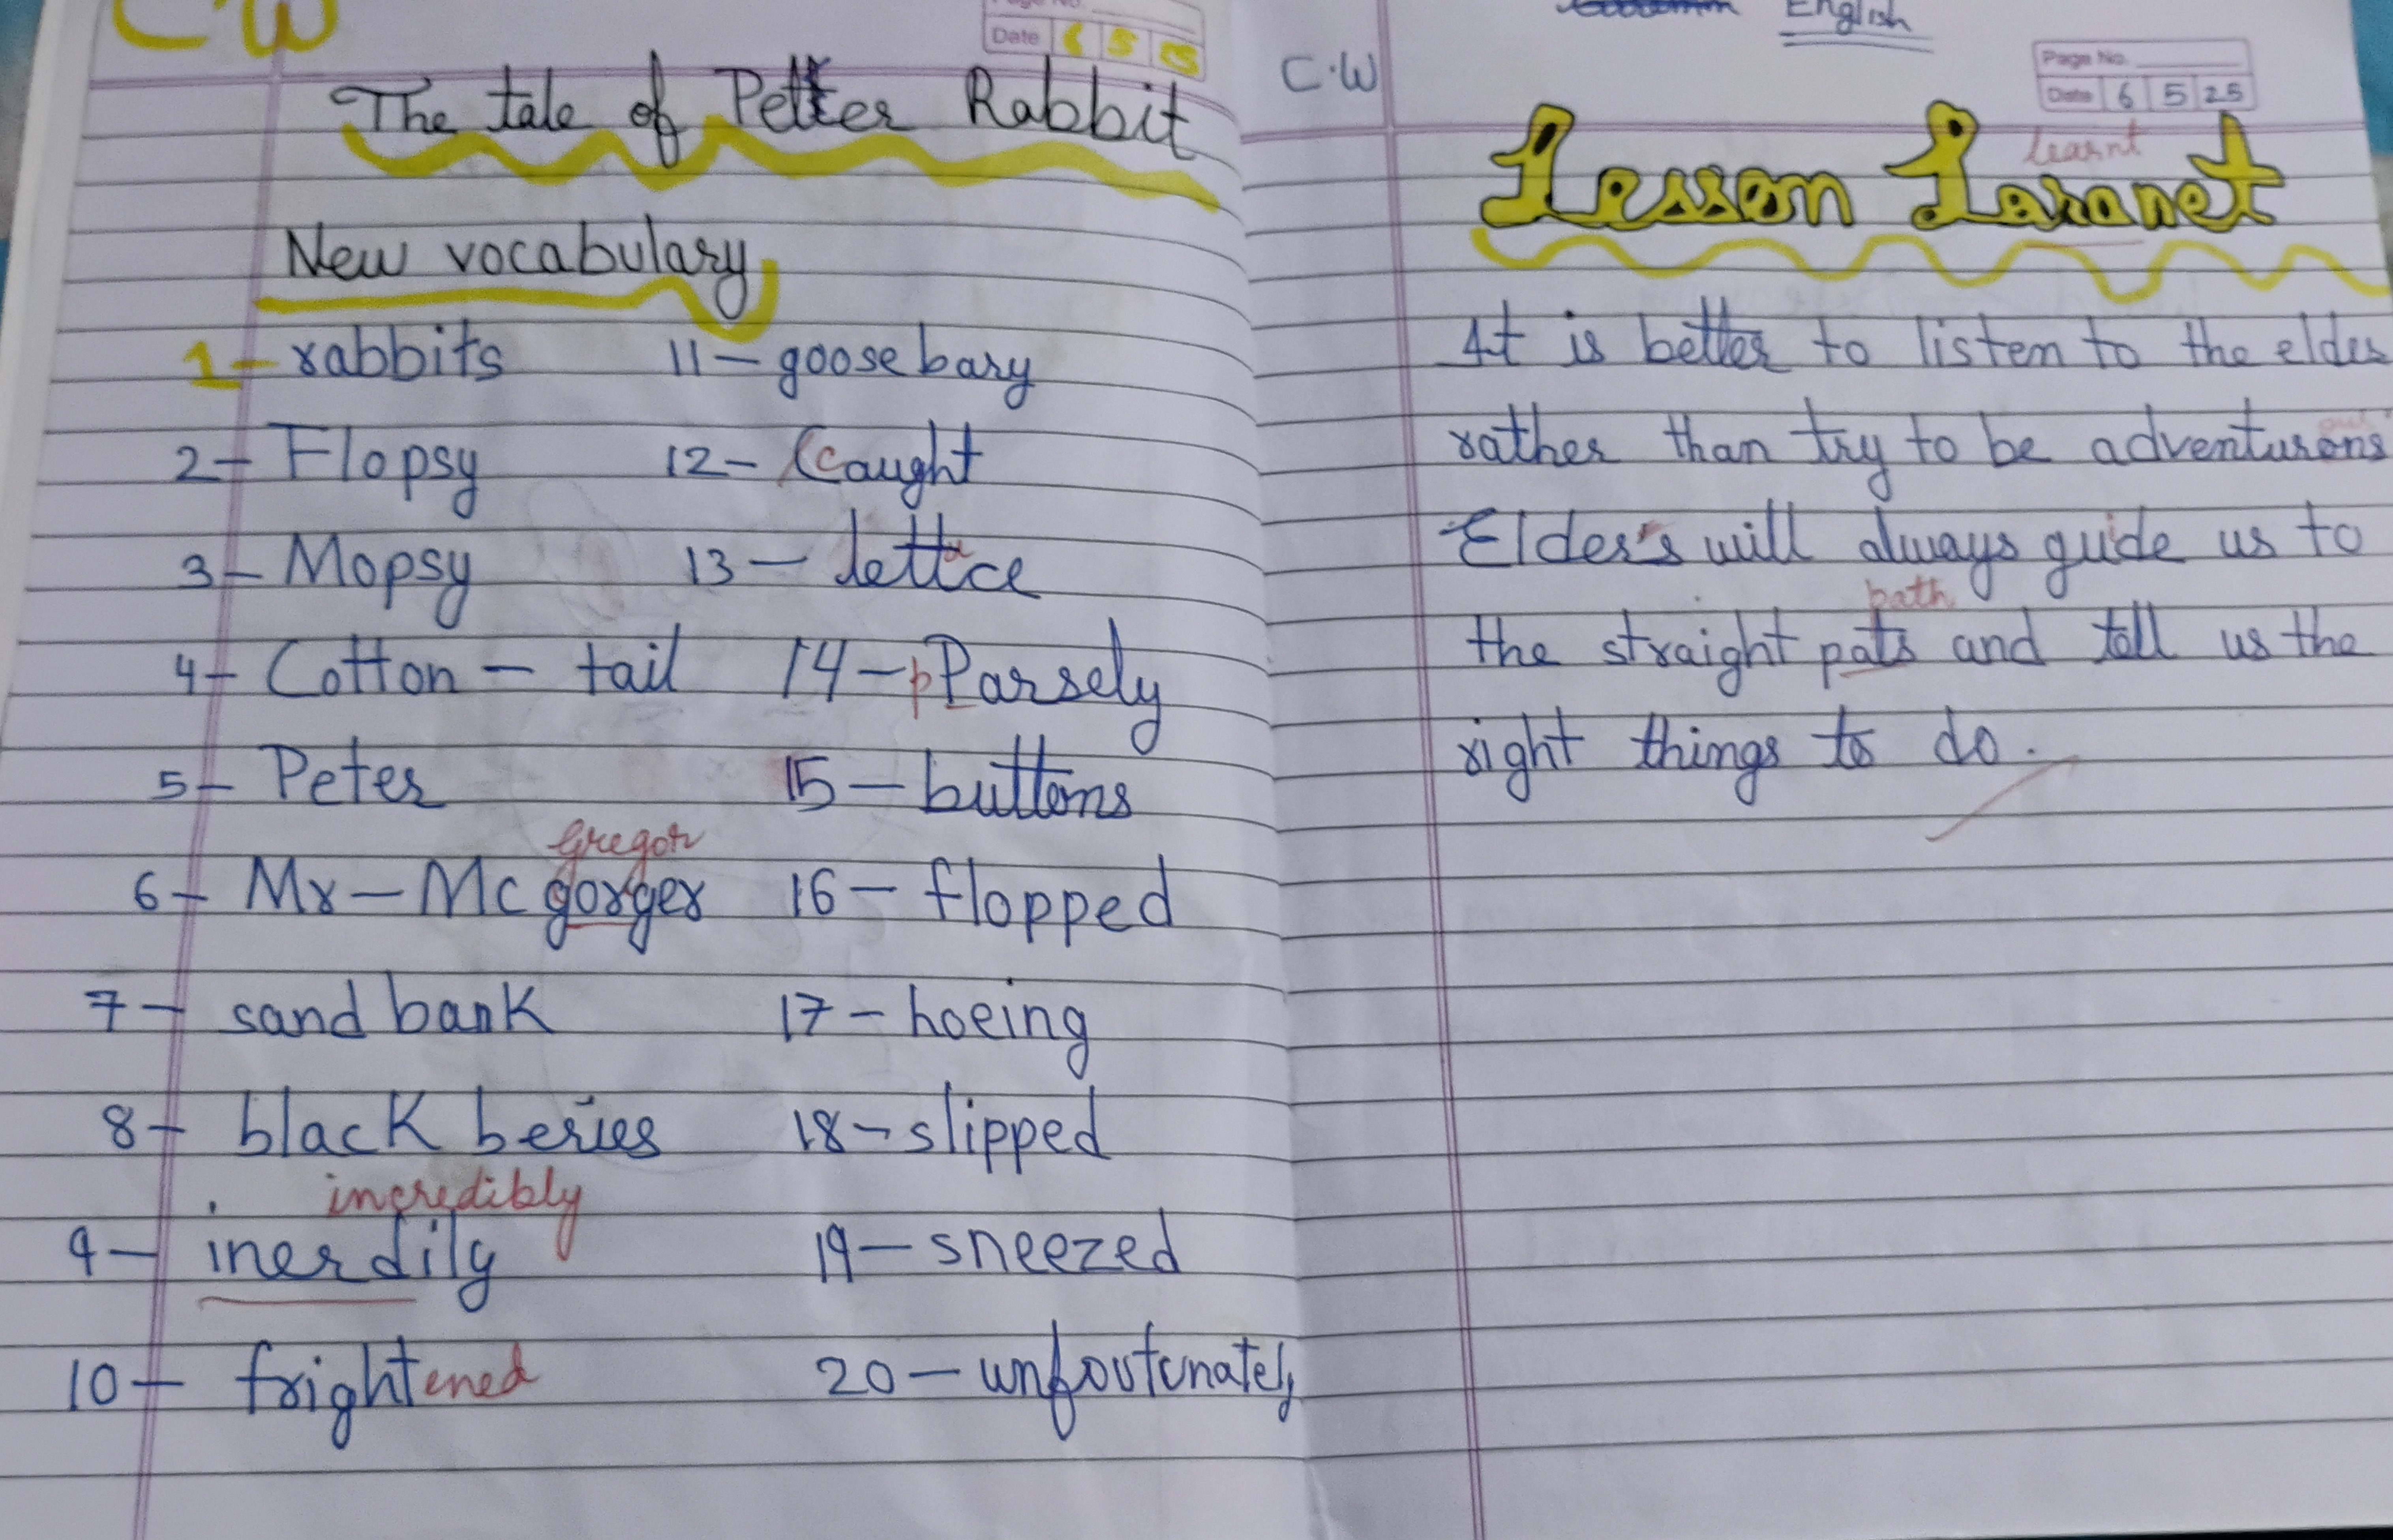 C W
Date 6 5 25
The tale of Petter Rabbit
New vocabulary
1- rabbits 11- goose bary
2- Flopsy 12- Caught
3- Mopsy 13- lettuce
4- Cotton - tail 14- pParsely
5- Peter 15- buttons
Gregor
6- Mr-Mc gorger 16- flopped
7- sand bank 17- hoeing
8- black beries 18- slipped
incredibly
9- inerdily 19- sneezed
10- frightened 20- unfoutunately
English
C.W
Page No.
Date 6 5 25
learnt
Lesson Laranet
It is better to listen to the elder
rather than try to be adventurous
Elder's will always guide us to
path
the straight pats and tell us the
right things to do.